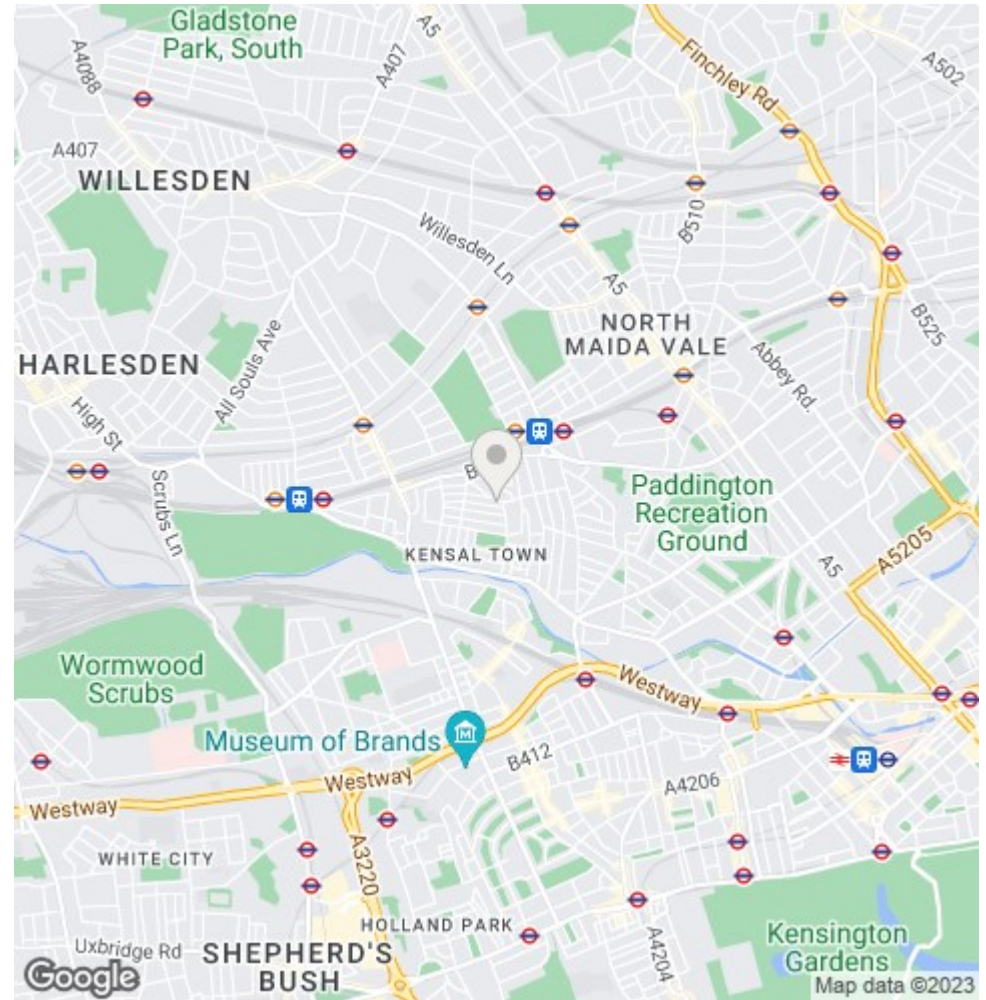 Gladstone
Park, South
A5
A407
A4088
Finchley Rd
A502
A407
WILLESDEN
B510
Willesden Ln
A5
NORTH
MAIDA VALE
B525
HARLESDEN
All Souls Ave
Abbey Rd.
High St
B
Scrubs Ln
Paddington
Recreation
Ground
KENSAL TOWN
A5
A5205
Wormwood
Scrubs
Westway
Museum of Brands
M
B412
Westway
A4206
Westway
WHITE CITY
A3220
HOLLAND PARK
A4204
Uxbridge Rd
SHEPHERD'S
BUSH
Kensington
Gardens
Google
Map data ©2023